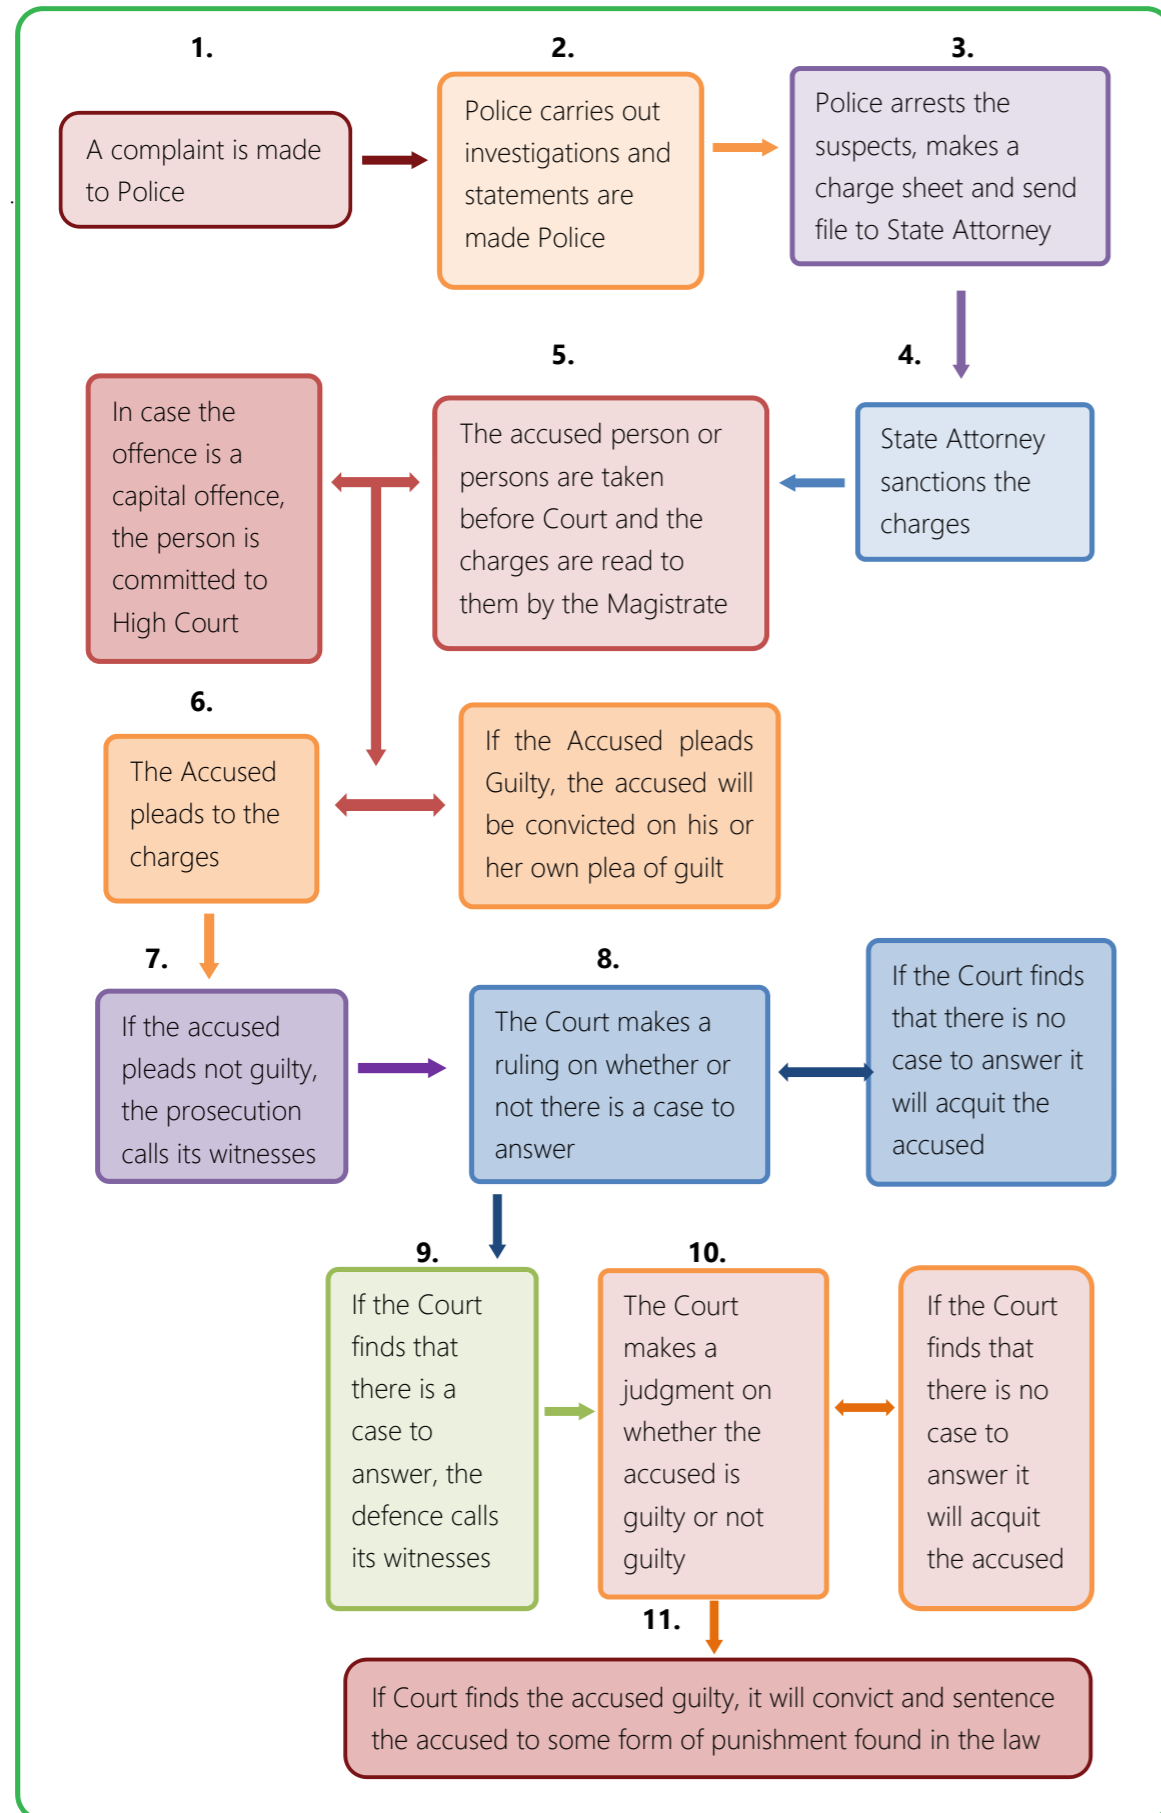 1.
A complaint is made
to Police
2.
Police carries out
investigations and
statements are
made Police
3.
Police arrests the
suspects, makes a
charge sheet and send
file to State Attorney
4.
State Attorney
sanctions the
charges
5.
The accused person or
persons are taken
before Court and the
charges are read to
them by the Magistrate
In case the
offence is a
capital offence,
the person is
committed to
High Court
6.
The Accused
pleads to the
charges
If the Accused pleads
Guilty, the accused will
be convicted on his or
her own plea of guilt
7.
If the accused
pleads not guilty,
the prosecution
calls its witnesses
8.
The Court makes a
ruling on whether or
not there is a case to
answer
If the Court finds
that there is no
case to answer it
will acquit the
accused
9.
If the Court
finds that
there is a
case to
answer, the
defence calls
its witnesses
10.
The Court
makes a
judgment on
whether the
accused is
guilty or not
guilty
If the Court
finds that
there is no
case to
answer it
will acquit
the accused
11.
If Court finds the accused guilty, it will convict and sentence
the accused to some form of punishment found in the law